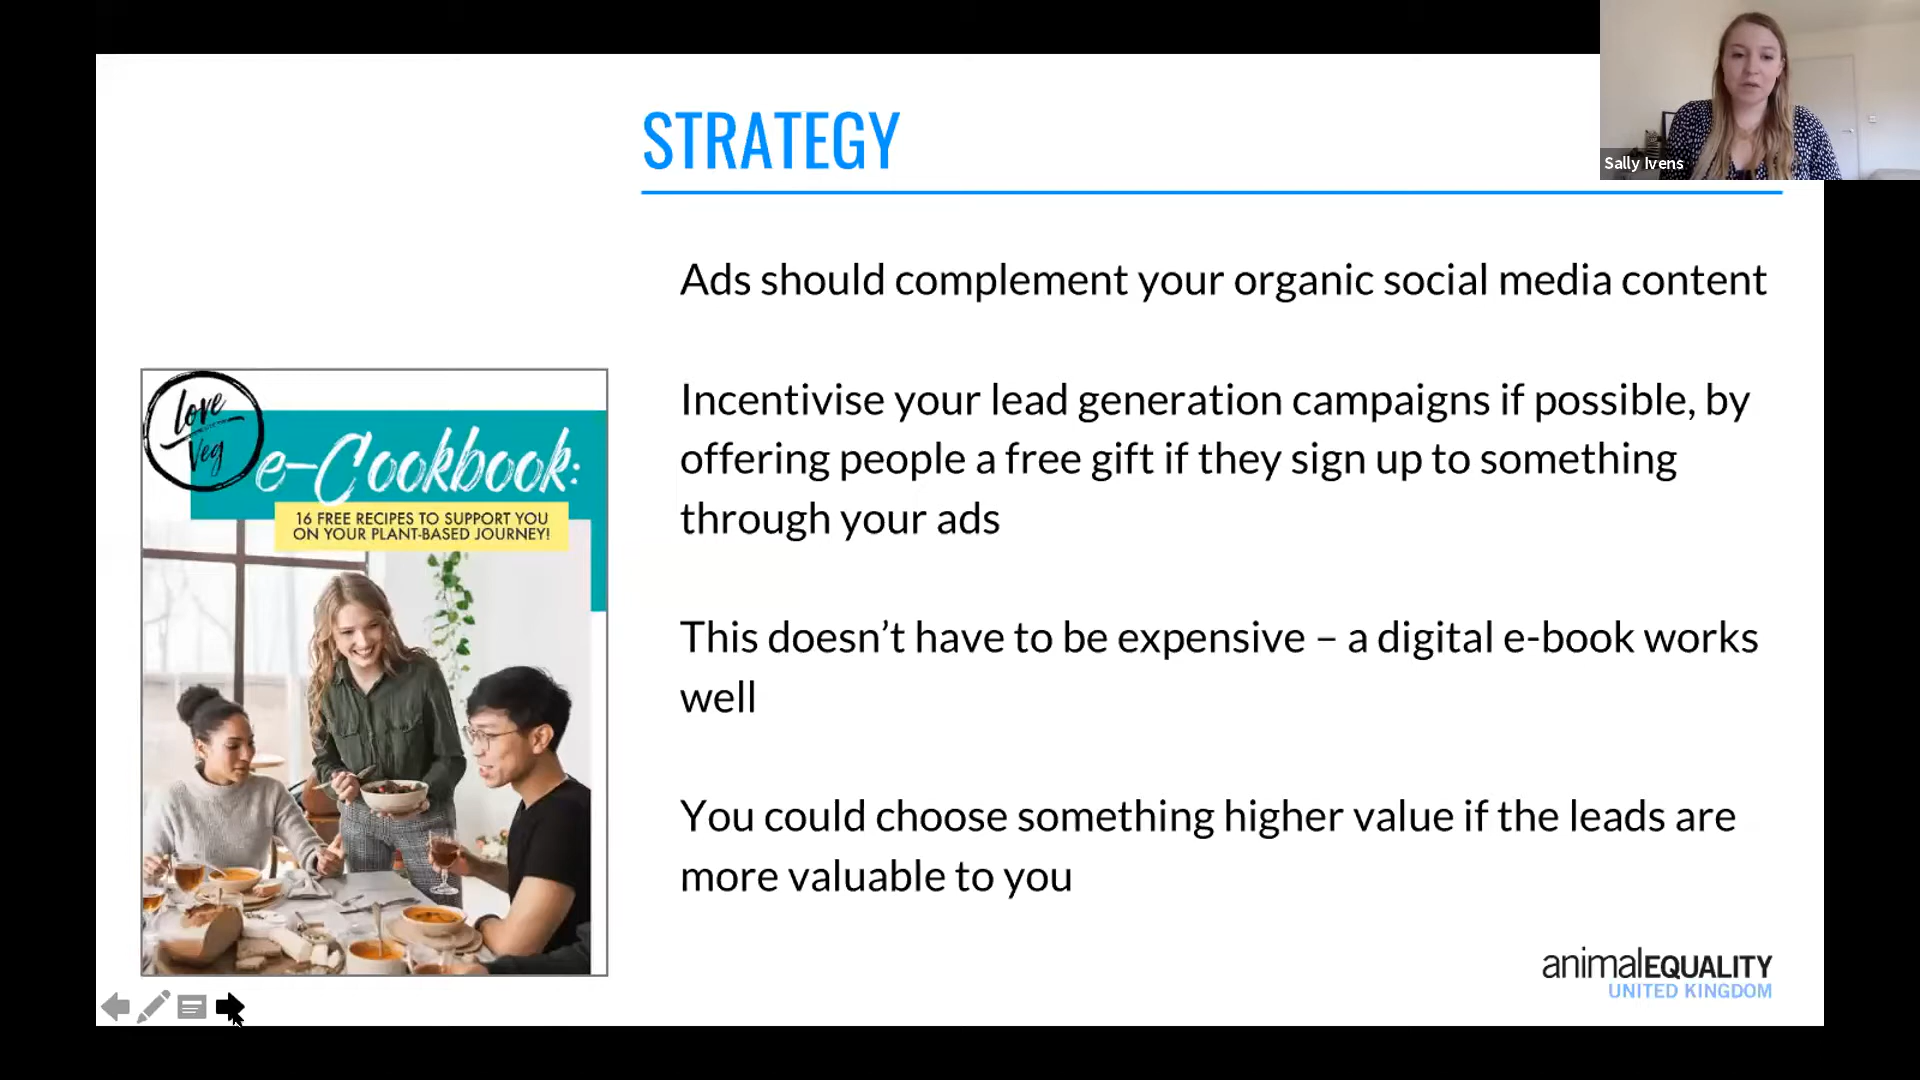 Sally Ivens
STRATEGY
Ads should complement your organic social media content
Incentivise your lead generation campaigns if possible, by
offering people a free gift if they sign up to something
through your ads
This doesn’t have to be expensive – a digital e-book works
well
You could choose something higher value if the leads are
more valuable to you
love
Veg
e-Cookbook:
16 FREE RECIPES TO SUPPORT YOU
ON YOUR PLANT-BASED JOURNEY!
animalEQUALITY
UNITED KINGDOM